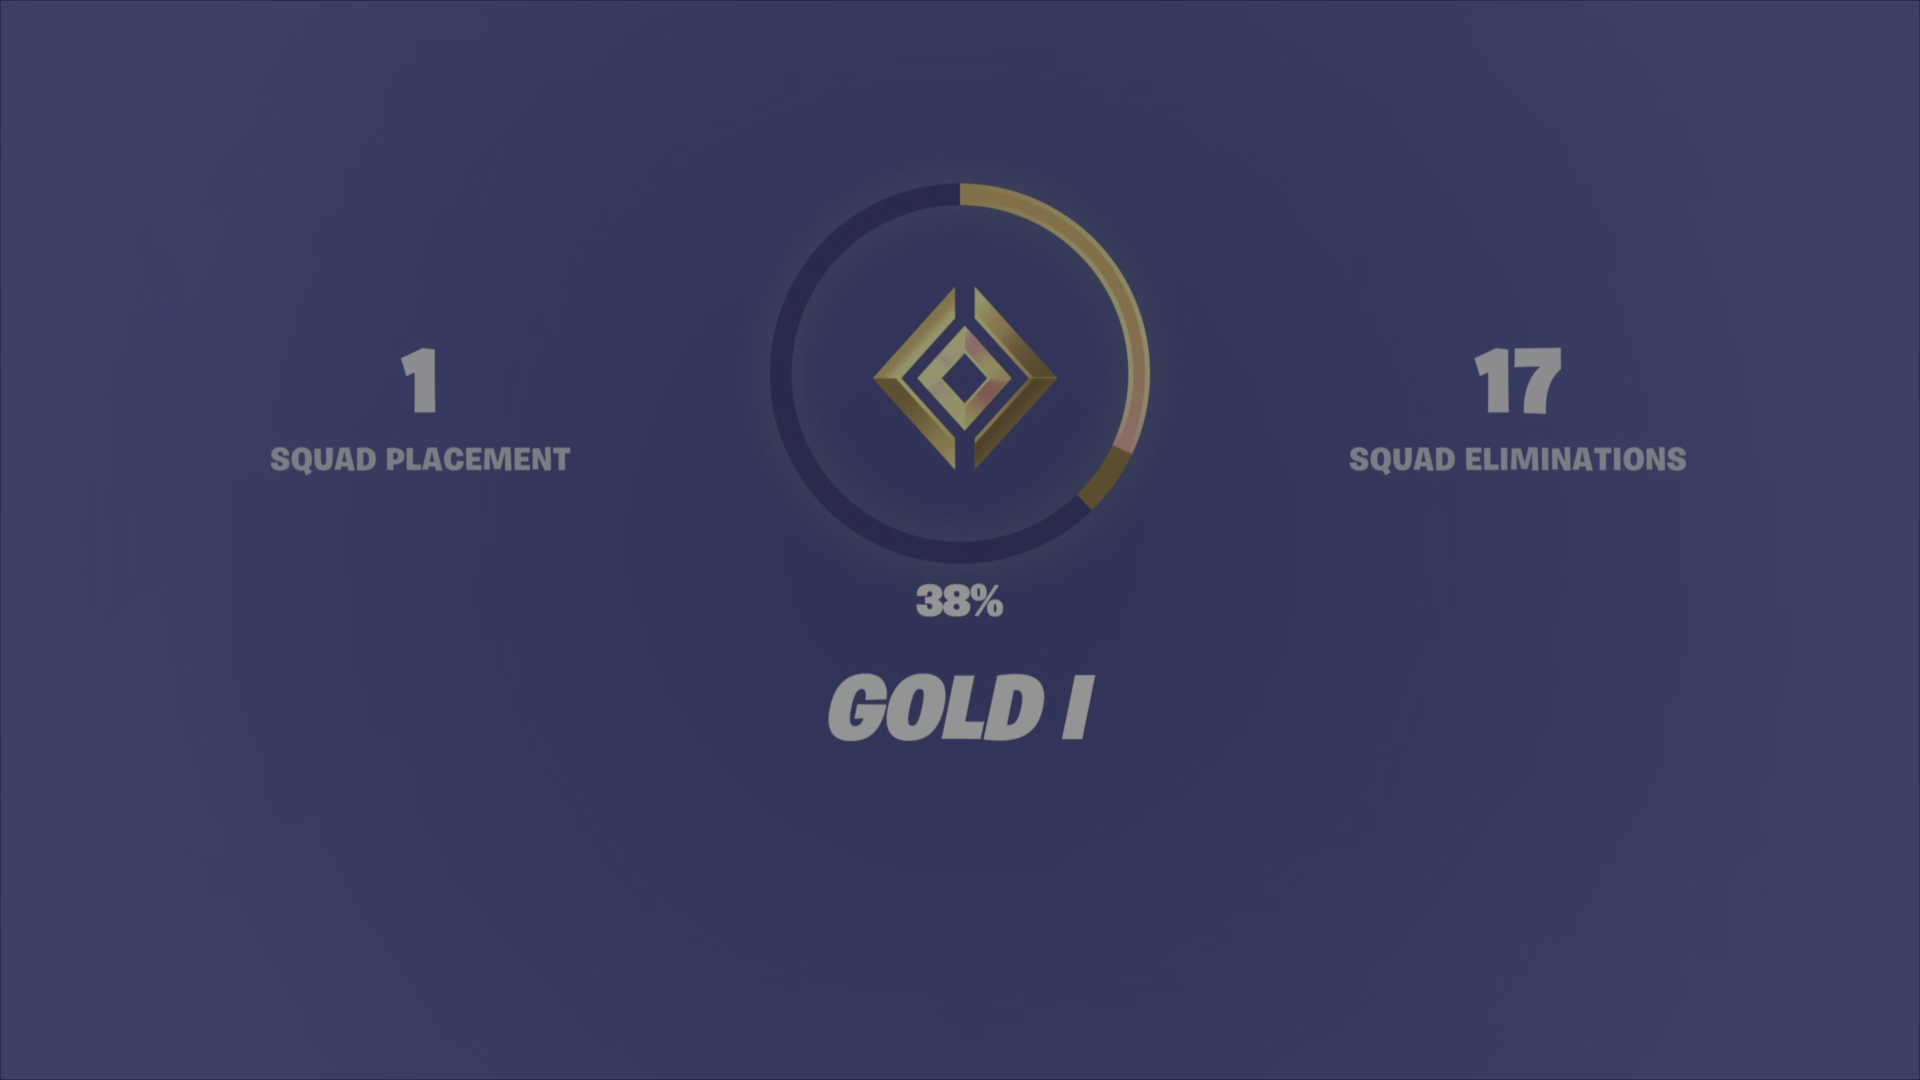 1
SQUAD PLACEMENT
17
SQUAD ELIMINATIONS
38%
GOLD I